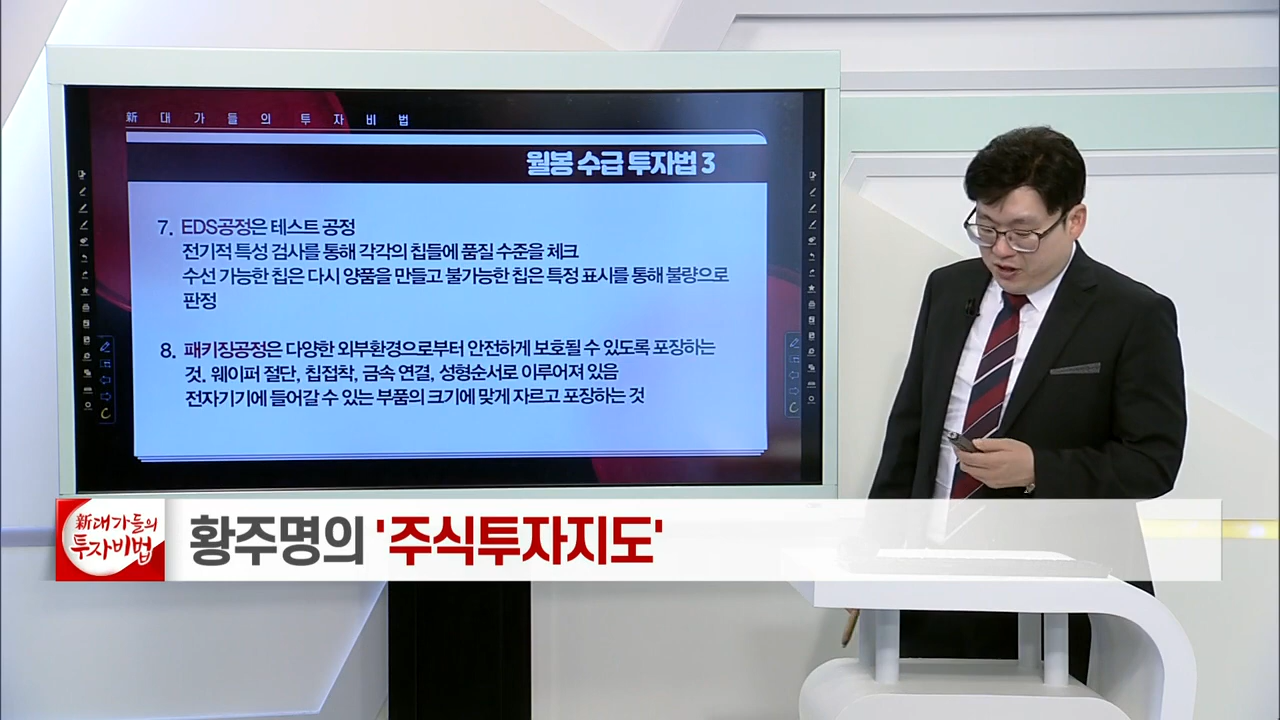 新대가들의투자비법
월봉 수급 투자법 3
7. EDS공정은 테스트 공정
전기적 특성 검사를 통해 각각의 칩들에 품질 수준을 체크
수선 가능한 칩은 다시 양품을 만들고 불가능한 칩은 특정 표시를 통해 불량으로
판정
8. 패키징공정은 다양한 외부환경으로부터 안전하게 보호될 수 있도록 포장하는
것. 웨이퍼 절단, 칩접착, 금속 연결, 성형순서로 이루어져 있음
전자기기에 들어갈 수 있는 부품의 크기에 맞게 자르고 포장하는 것
新대가들의
투자비법
황주명의 '주식투자지도'